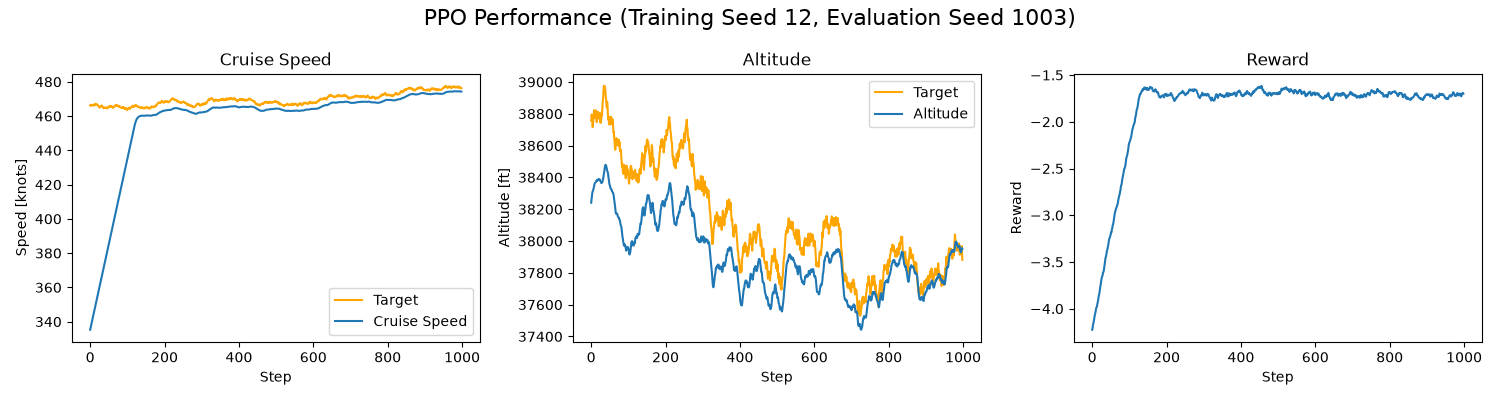 PPO Performance (Training Seed 12, Evaluation Seed 1003)
Cruise Speed
Speed [knots]
480
460
440
420
400
380
360
340
Target
Cruise Speed
0 200 400 600 800 1000
Step
Altitude
Altitude [ft]
39000
38800
38600
38400
38200
38000
37800
37600
37400
Target
Altitude
0 200 400 600 800 1000
Step
Reward
Reward
−1.5
−2.0
−2.5
−3.0
−3.5
−4.0
0 200 400 600 800 1000
Step